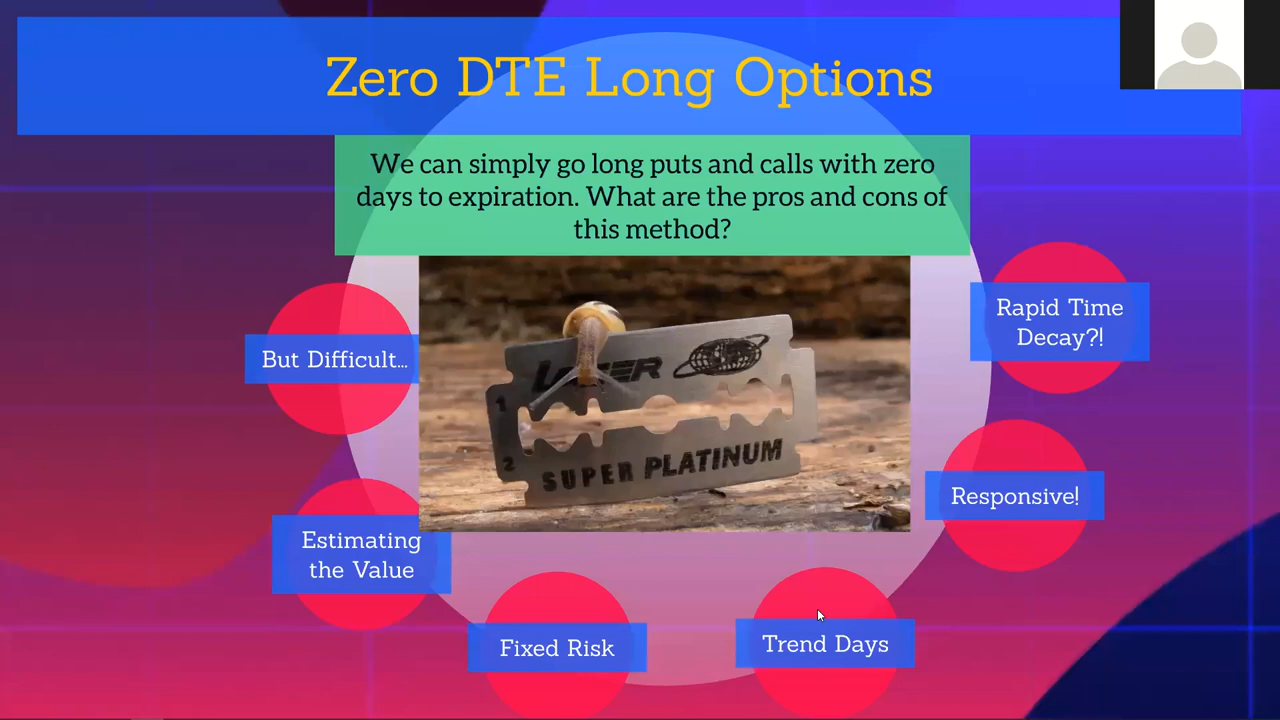 Zero DTE Long Options
We can simply go long puts and calls with zero
days to expiration. What are the pros and cons of
this method?
Rapid Time
Decay?!
But Difficult...
1
2
SUPER PLATINUM
Responsive!
Estimating
the Value
Fixed Risk
Trend Days